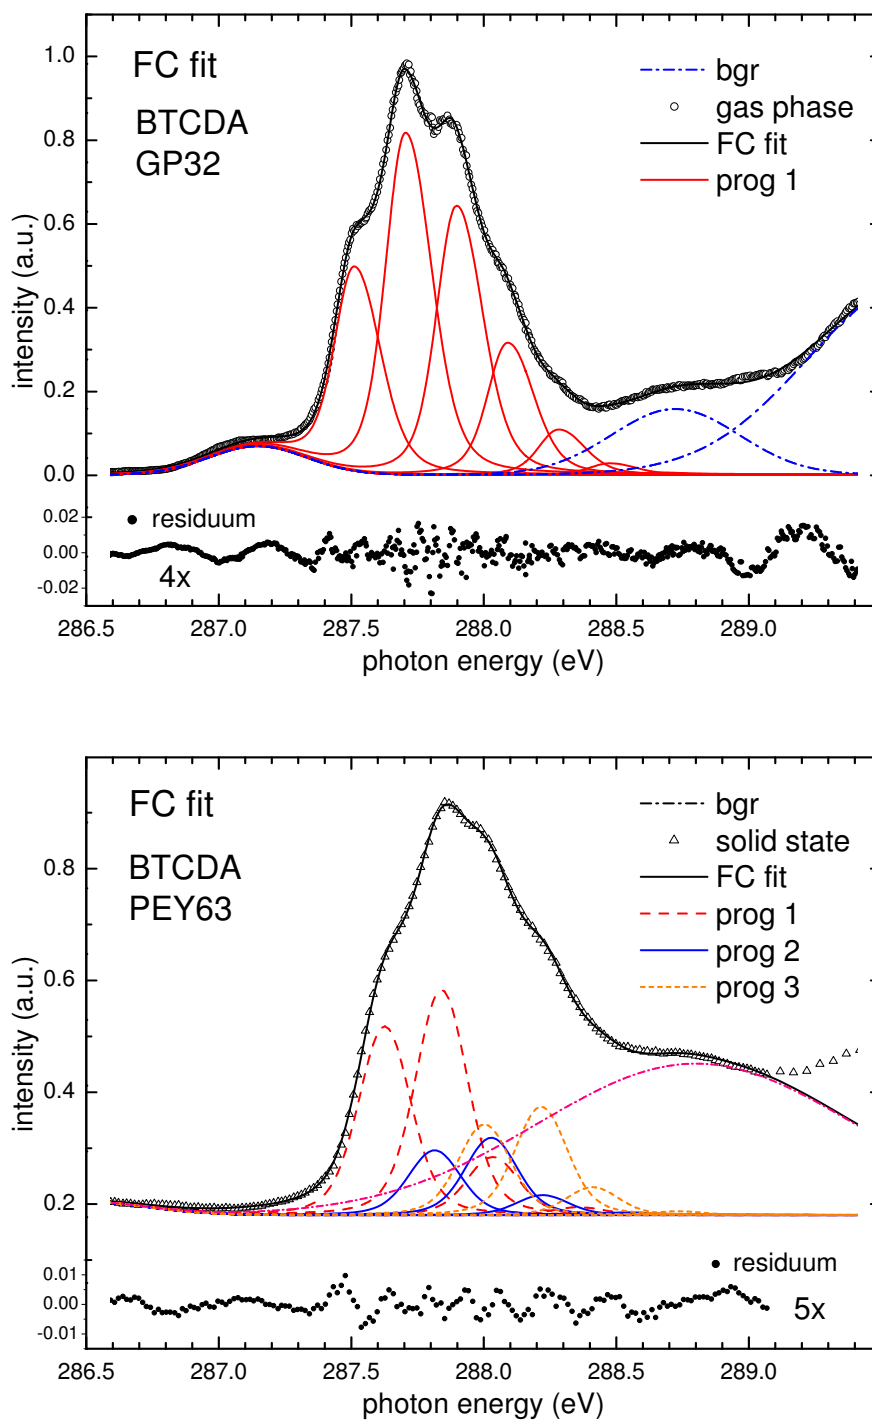 FC fit
BTCDA
GP32
bgr
gas phase
FC fit
prog 1
1.0
0.8
0.6
0.4
0.2
0.0
intensity (a.u.)
residuum
4x
0.02
0.00
-0.02
286.5 287.0 287.5 288.0 288.5 289.0
photon energy (eV)
FC fit
BTCDA
PEY63
bgr
solid state
FC fit
prog 1
prog 2
prog 3
0.8
0.6
0.4
0.2
intensity (a.u.)
residuum
5x
0.01
0.00
-0.01
286.5 287.0 287.5 288.0 288.5 289.0
photon energy (eV)